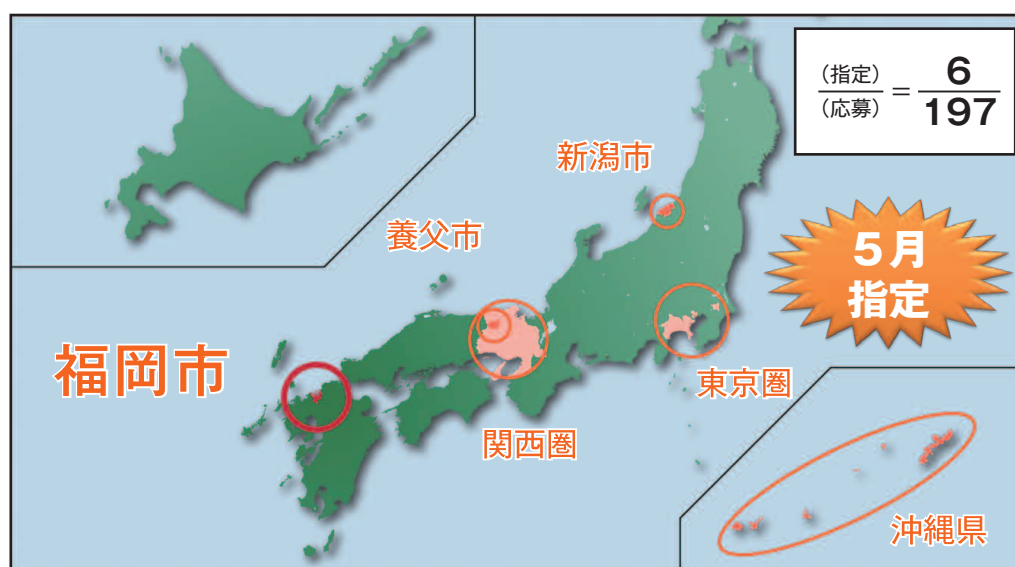 (指定)
(応募)
=
6
197
新潟市
養父市
5月
指定
福岡市
東京圏
関西圏
沖縄県